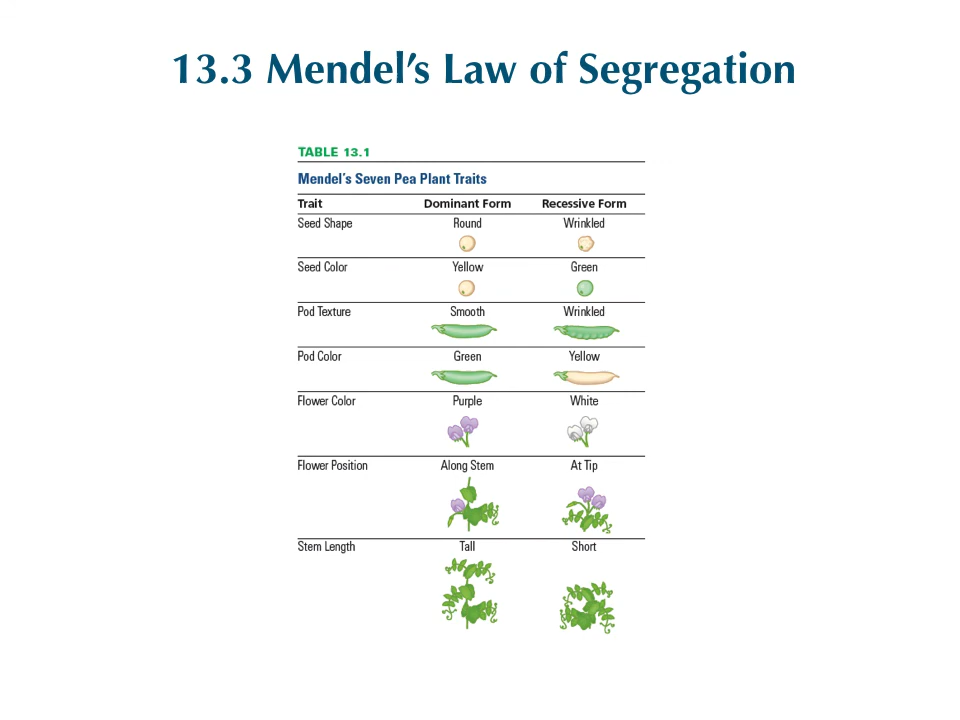 13.3 Mendel's Law of Segregation
TABLE 13.1
Mendel's Seven Pea Plant Traits
Trait Dominant Form Recessive Form
Seed Shape Round Wrinkled
Seed Color Yellow Green
Pod Texture Smooth Wrinkled
Pod Color Green Yellow
Flower Color Purple White
Flower Position Along Stem At Tip
Stem Length Tall Short